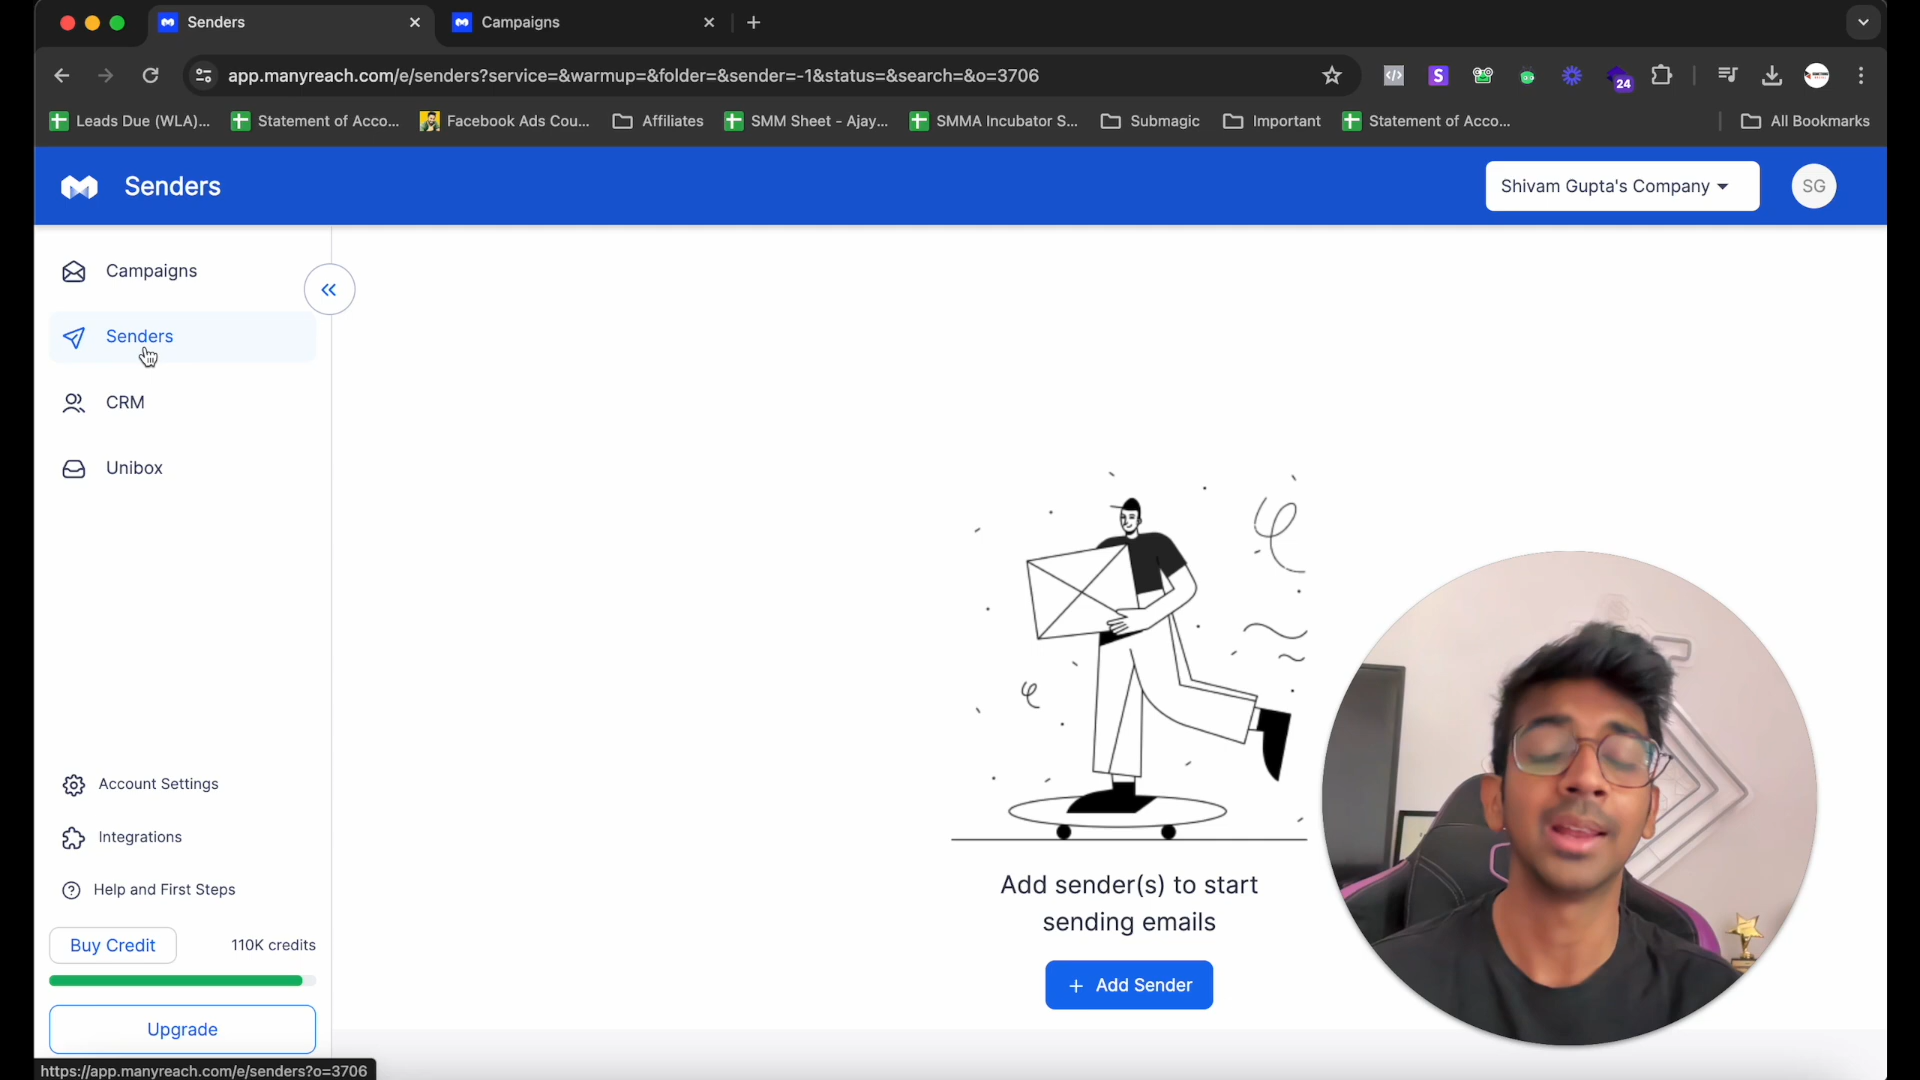 Senders
Campaigns
app.manyreach.com/e/senders?service=&warmup=&folder=&sender=-1&status=&search=&o=3706
S
24
Leads Due (WLA)...
Statement of Acco...
Facebook Ads Cou...
Affiliates
SMM Sheet - Ajay...
SMMA Incubator S...
Submagic
Important
Statement of Acco...
All Bookmarks
Senders
Shivam Gupta's Company
SG
Campaigns
Senders
CRM
Unibox
Account Settings
Integrations
Help and First Steps
Buy Credit
110K credits
Upgrade
Add sender(s) to start
sending emails
+ Add Sender
https://app.manyreach.com/e/senders?o=3706